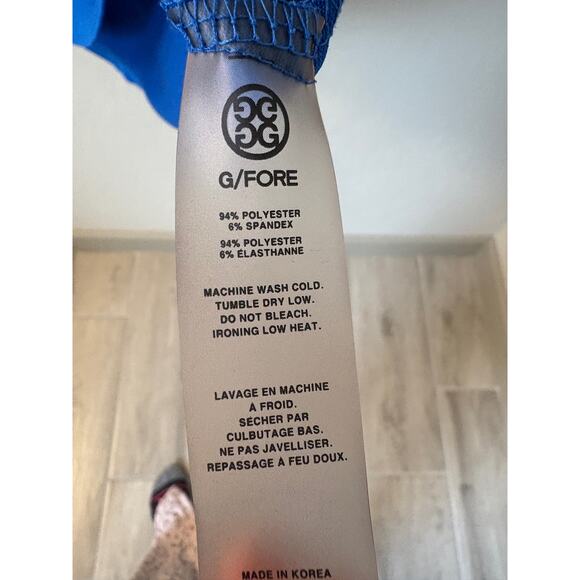 G/FORE
94% POLYESTER
6% SPANDEX
94% POLYESTER
6% ÉLASTHANNE
MACHINE WASH COLD.
TUMBLE DRY LOW.
DO NOT BLEACH.
IRONING LOW HEAT.
LAVAGE EN MACHINE
À FROID.
SÉCHER PAR
CULBUTAGE BAS.
NE PAS JAVELLISER.
REPASSAGE À FEU DOUX.
MADE IN KOREA